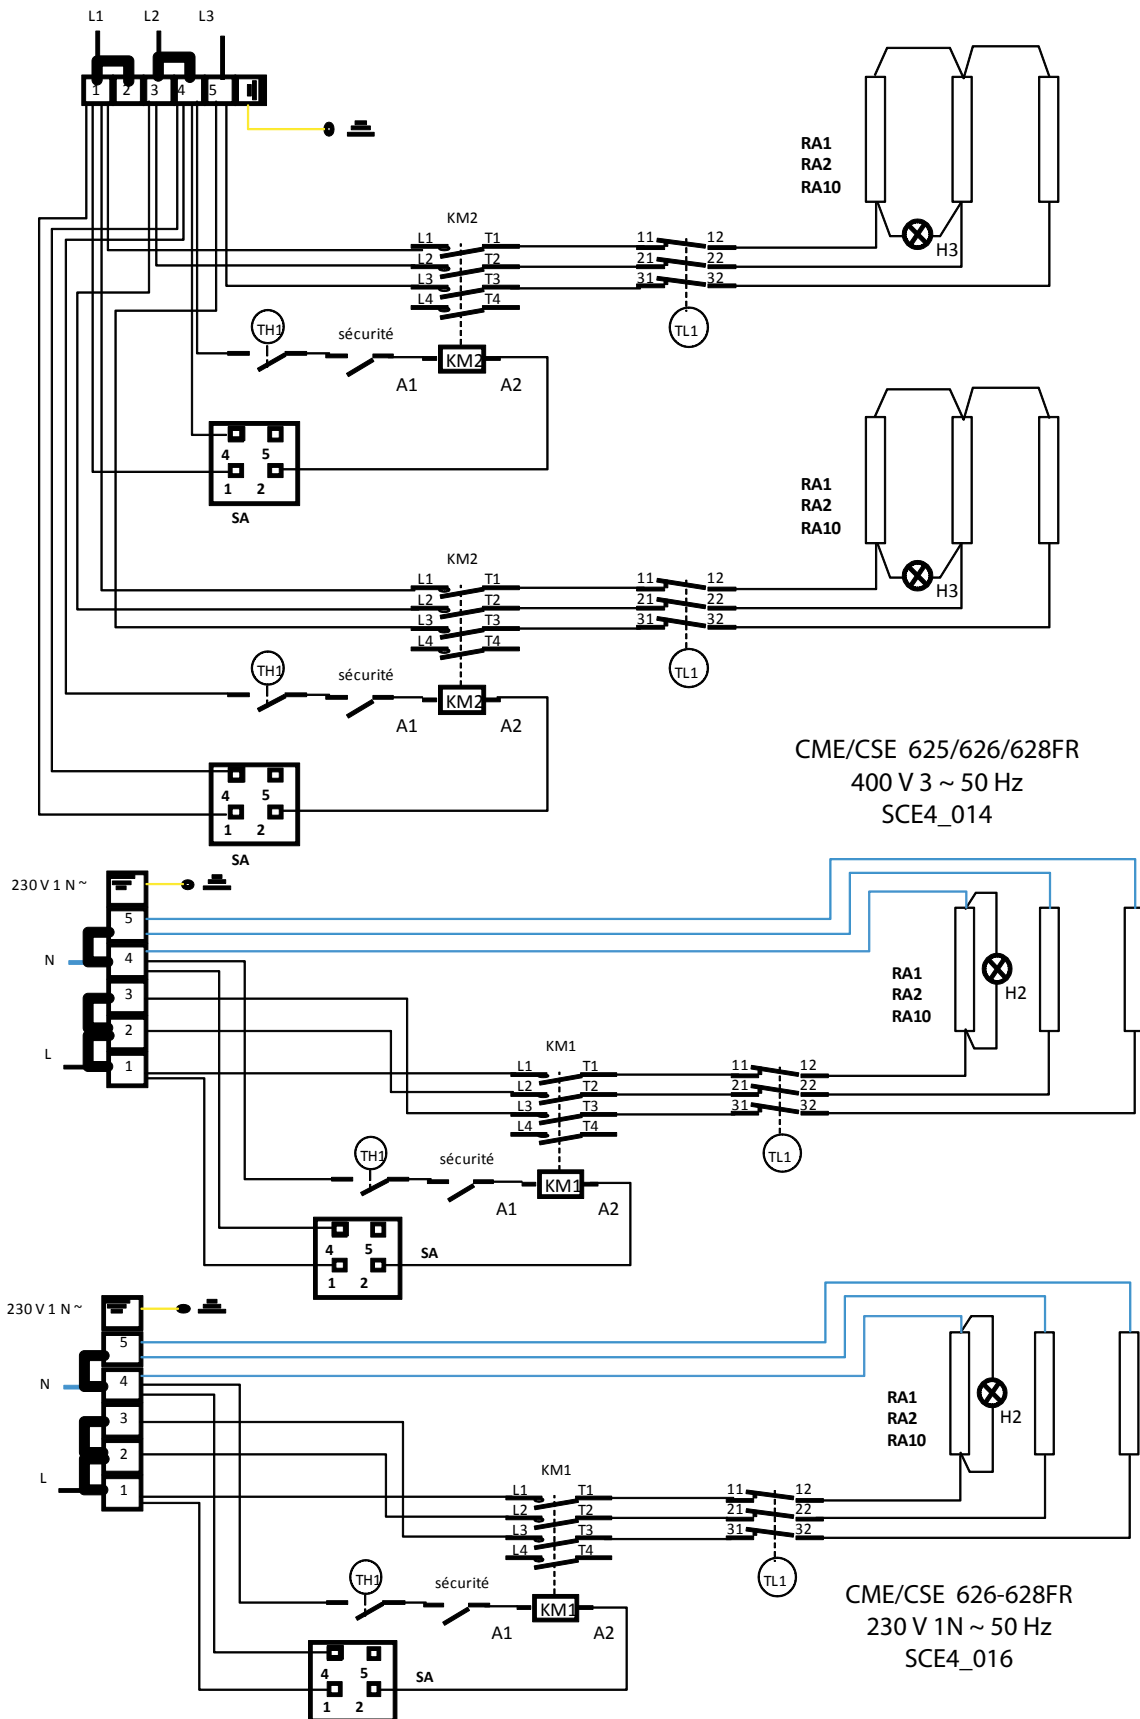 L1 L2 L3
1 2 3 4 5
RA1
RA2
RA10
KM2
L1 T1 11 12
H3
L2 T2 21 22
L3 T3 31 32
L4 T4
TH1 sécurité TL1
KM2
A1 A2
4 5
1 2
SA
RA1
RA2
RA10
KM2
L1 T1 11 12
H3
L2 T2 21 22
L3 T3 31 32
L4 T4
TH1 sécurité TL1
KM2
A1 A2
CME/CSE 625/626/628FR
400 V 3 ~ 50 Hz
SCE4_014
4 5
1 2
SA
230 V 1 N ~
5
N 4
3
2
L 1
RA1
RA2
RA10
H2
KM1
L1 T1 11 12
L2 T2 21 22
L3 T3 31 32
L4 T4
TH1 sécurité TL1
KM1
A1 A2
4 5
SA
1 2
230 V 1 N ~
5
N 4
3
2
L 1
RA1
RA2
RA10
H2
KM1
L1 T1 11 12
L2 T2 21 22
L3 T3 31 32
L4 T4
TH1 sécurité TL1
KM1
A1 A2
CME/CSE 626-628FR
230 V 1N ~ 50 Hz
SCE4_016
4 5
SA
1 2